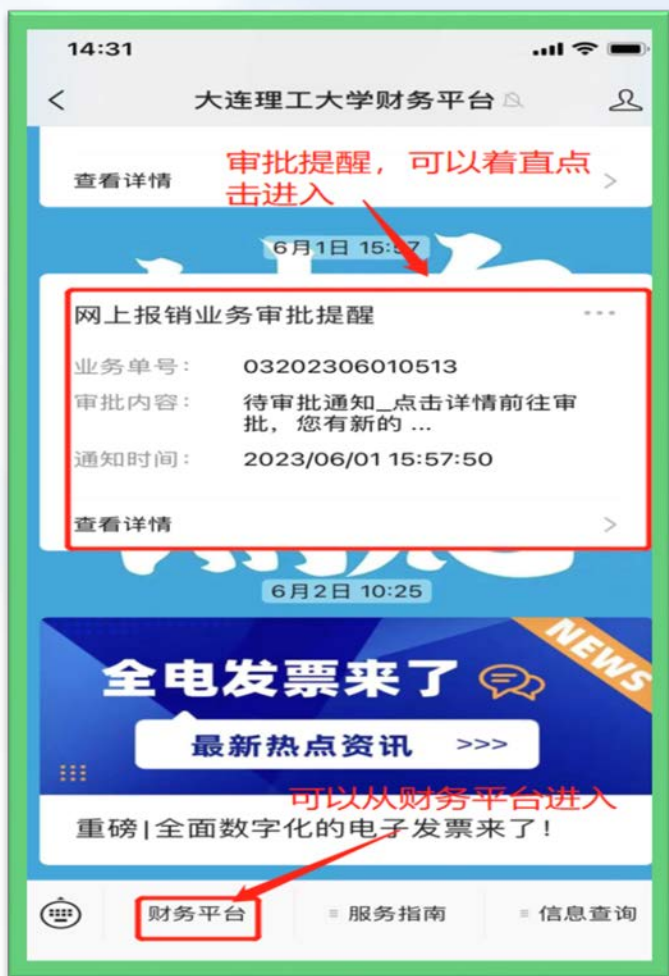 14:31
大连理工大学财务平台
查看详情
审批提醒，可以着直点
击进入
6月1日 15:57
网上报销业务审批提醒
业务单号：
03202306010513
审批内容：
待审批通知_点击详情前往审
批，您有新的 ...
通知时间：
2023/06/01 15:57:50
查看详情
6月2日 10:25
NEWS
全电发票来了
最新热点资讯 >>>
可以从财务平台进入
重磅|全面数字化的电子发票来了！
财务平台
服务指南
信息查询